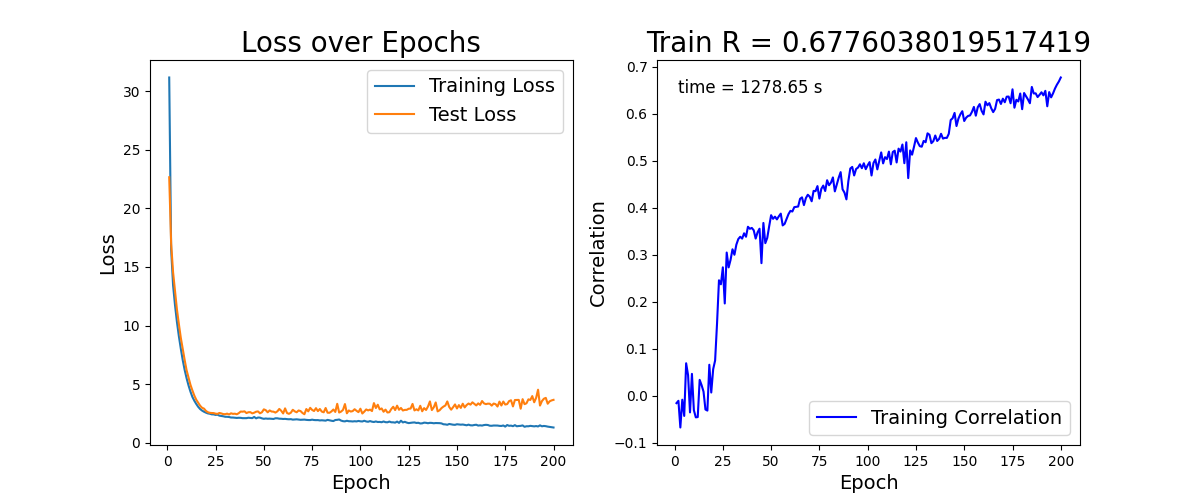 Loss over Epochs
Training Loss
Test Loss
Loss
30
25
20
15
10
5
0
0 25 50 75 100 125 150 175 200
Epoch
Train R = 0.6776038019517419
time = 1278.65 s
Correlation
0.7
0.6
0.5
0.4
0.3
0.2
0.1
0.0
−0.1
Training Correlation
0 25 50 75 100 125 150 175 200
Epoch